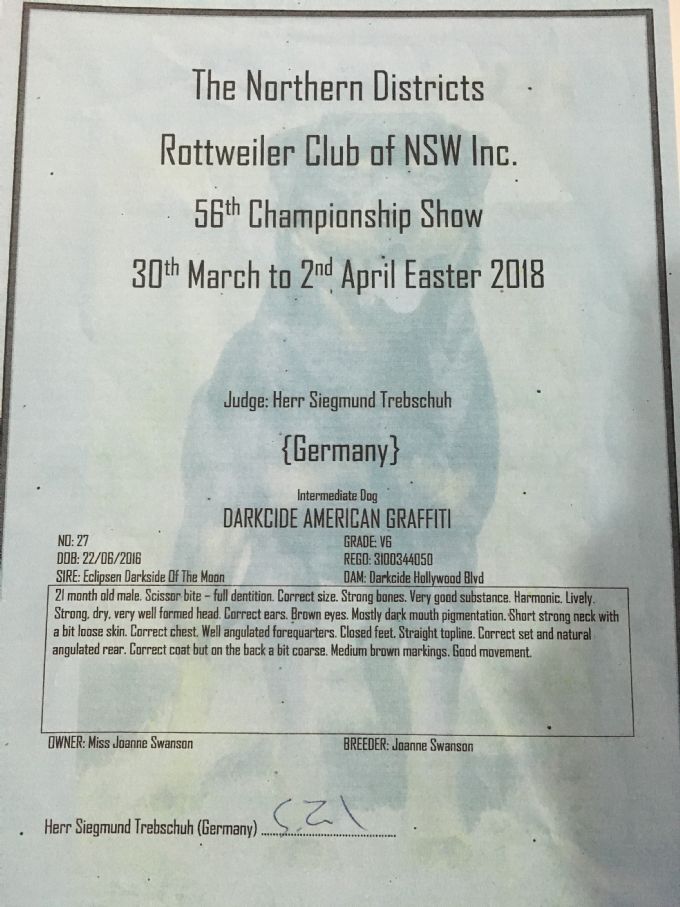 The Northern Districts
Rottweiler Club of NSW Inc.
56th Championship Show
30th March to 2nd April Easter 2018
Judge: Herr Siegmund Trebschuh
{Germany}
Intermediate Dog
DARKCIDE AMERICAN GRAFFITI
NO: 27 GRADE: VG
DOB: 22/06/2016 REGO: 3100344050
SIRE: Eclipsen Darkside Of The Moon DAM: Darkcide Hollywood Blvd
21 month old male. Scissor bite – full dentition. Correct size. Strong bones. Very good substance. Harmonic. Lively.
Strong, dry, very well formed head. Correct ears. Brown eyes. Mostly dark mouth pigmentation. Short strong neck with
a bit loose skin. Correct chest. Well angulated forequarters. Closed feet. Straight topline. Correct set and natural
angulated rear. Correct coat but on the back a bit coarse. Medium brown markings. Good movement.
OWNER: Miss Joanne Swanson BREEDER: Joanne Swanson
Herr Siegmund Trebschuh (Germany) ..............................